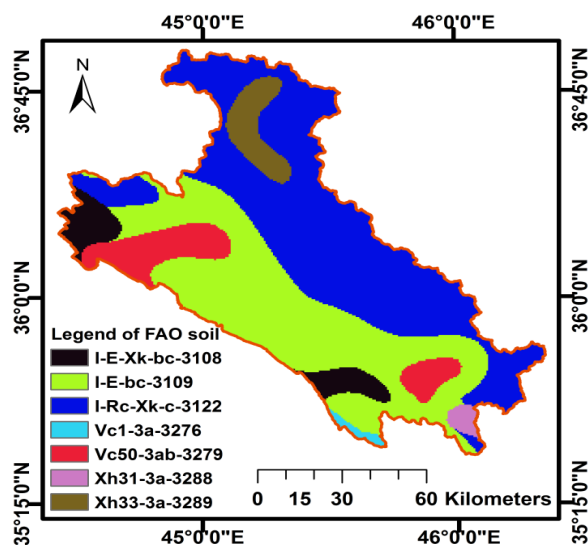 45°0'0"E 46°0'0"E
N
36°45'0"N 36°45'0"N
36°0'0"N 36°0'0"N
Legend of FAO soil
I-E-Xk-bc-3108
I-E-bc-3109
I-Rc-Xk-c-3122
Vc1-3a-3276
Vc50-3ab-3279
Xh31-3a-3288
Xh33-3a-3289
0 15 30 60 Kilometers
35°15'0"N 35°15'0"N
45°0'0"E 46°0'0"E